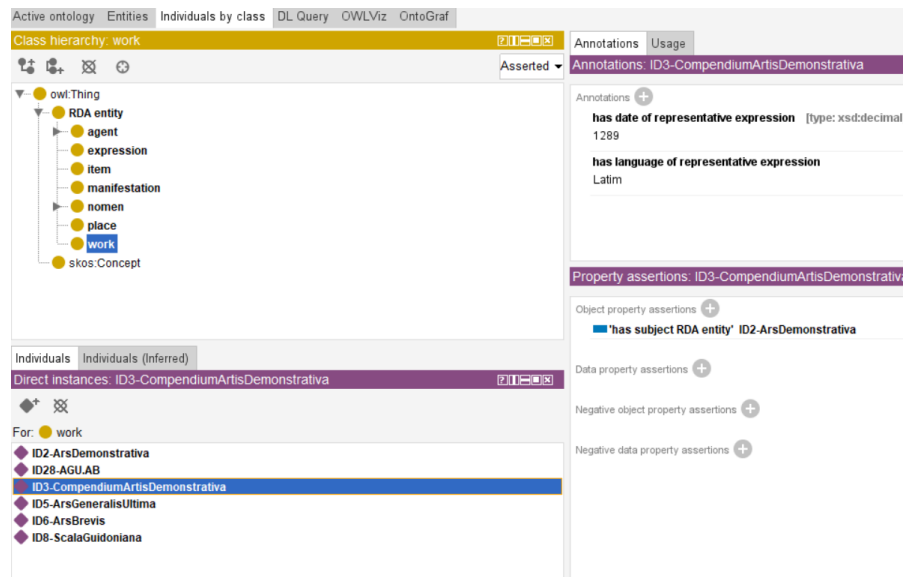 Active ontology Entities Individuals by class DL Query OWLViz OntoGraf
Class hierarchy: work
Asserted
owl:Thing
RDA entity
agent
expression
item
manifestation
nomen
place
work
skos:Concept
Individuals Individuals (Inferred)
Direct instances: ID3-CompendiumArtisDemonstrativa
For: work
ID2-ArsDemonstrativa
ID28-AGU.AB
ID3-CompendiumArtisDemonstrativa
ID5-ArsGeneralisUltima
ID6-ArsBrevis
ID8-ScalaGuidoniana
Annotations Usage
Annotations: ID3-CompendiumArtisDemonstrativa
Annotations
has date of representative expression [type: xsd:decimal
1289
has language of representative expression
Latim
Property assertions: ID3-CompendiumArtisDemonstrativa
Object property assertions
'has subject RDA entity' ID2-ArsDemonstrativa
Data property assertions
Negative object property assertions
Negative data property assertions